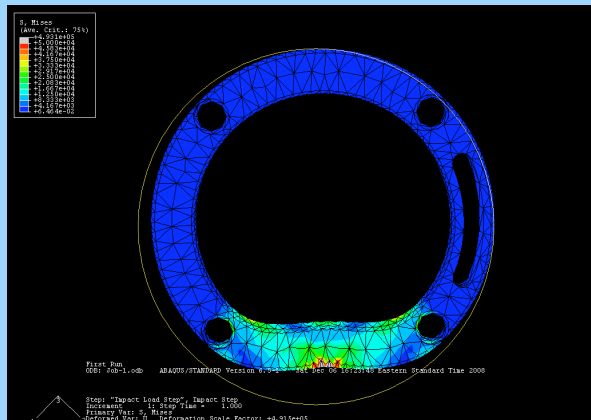 S, Mises
(Ave. Crit.: 75%)
+4.931e+05
+5.000e+04
+4.583e+04
+4.167e+04
+3.750e+04
+3.333e+04
+2.917e+04
+2.500e+04
+2.083e+04
+1.667e+04
+1.250e+04
+8.333e+03
+4.167e+03
+6.464e-02
First Run
ODB: Job-1.odb ABAQUS/STANDARD Version 6.5-1 Sat Dec 06 16:23:48 Eastern Standard Time 2008
3
Step: "Impact Load Step", Impact Step
Increment 1: Step Time = 1.000
Primary Var: S, Mises
Deformed Var: U Deformation Scale Factor: +4.915e+04